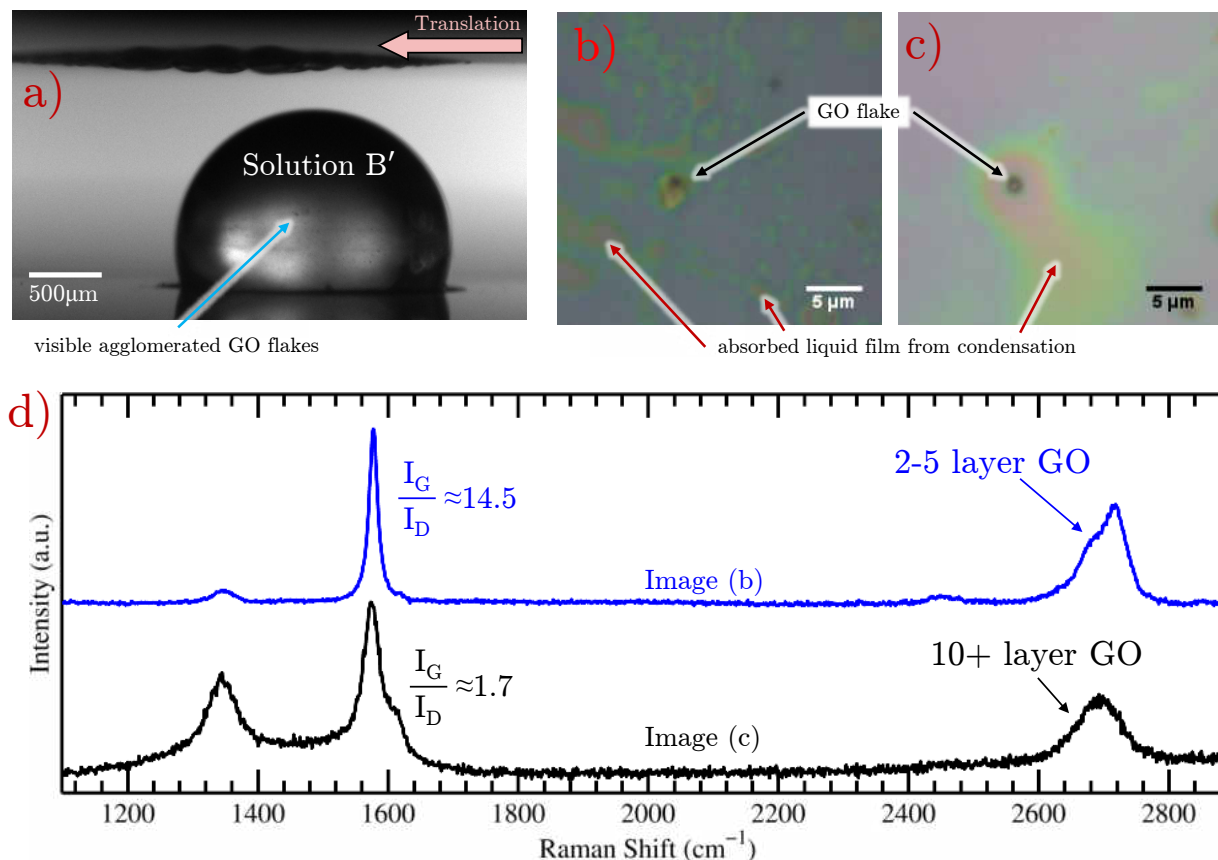 a)
Translation
Solution B′
500μm
visible agglomerated GO flakes
b)
c)
GO flake
5 μm
5 μm
absorbed liquid film from condensation
d)
I_G
I_D
≈14.5
2-5 layer GO
Image (b)
I_G
I_D
≈1.7
10+ layer GO
Image (c)
Intensity (a.u.)
1200 1400 1600 1800 2000 2200 2400 2600 2800
Raman Shift (cm⁻¹)